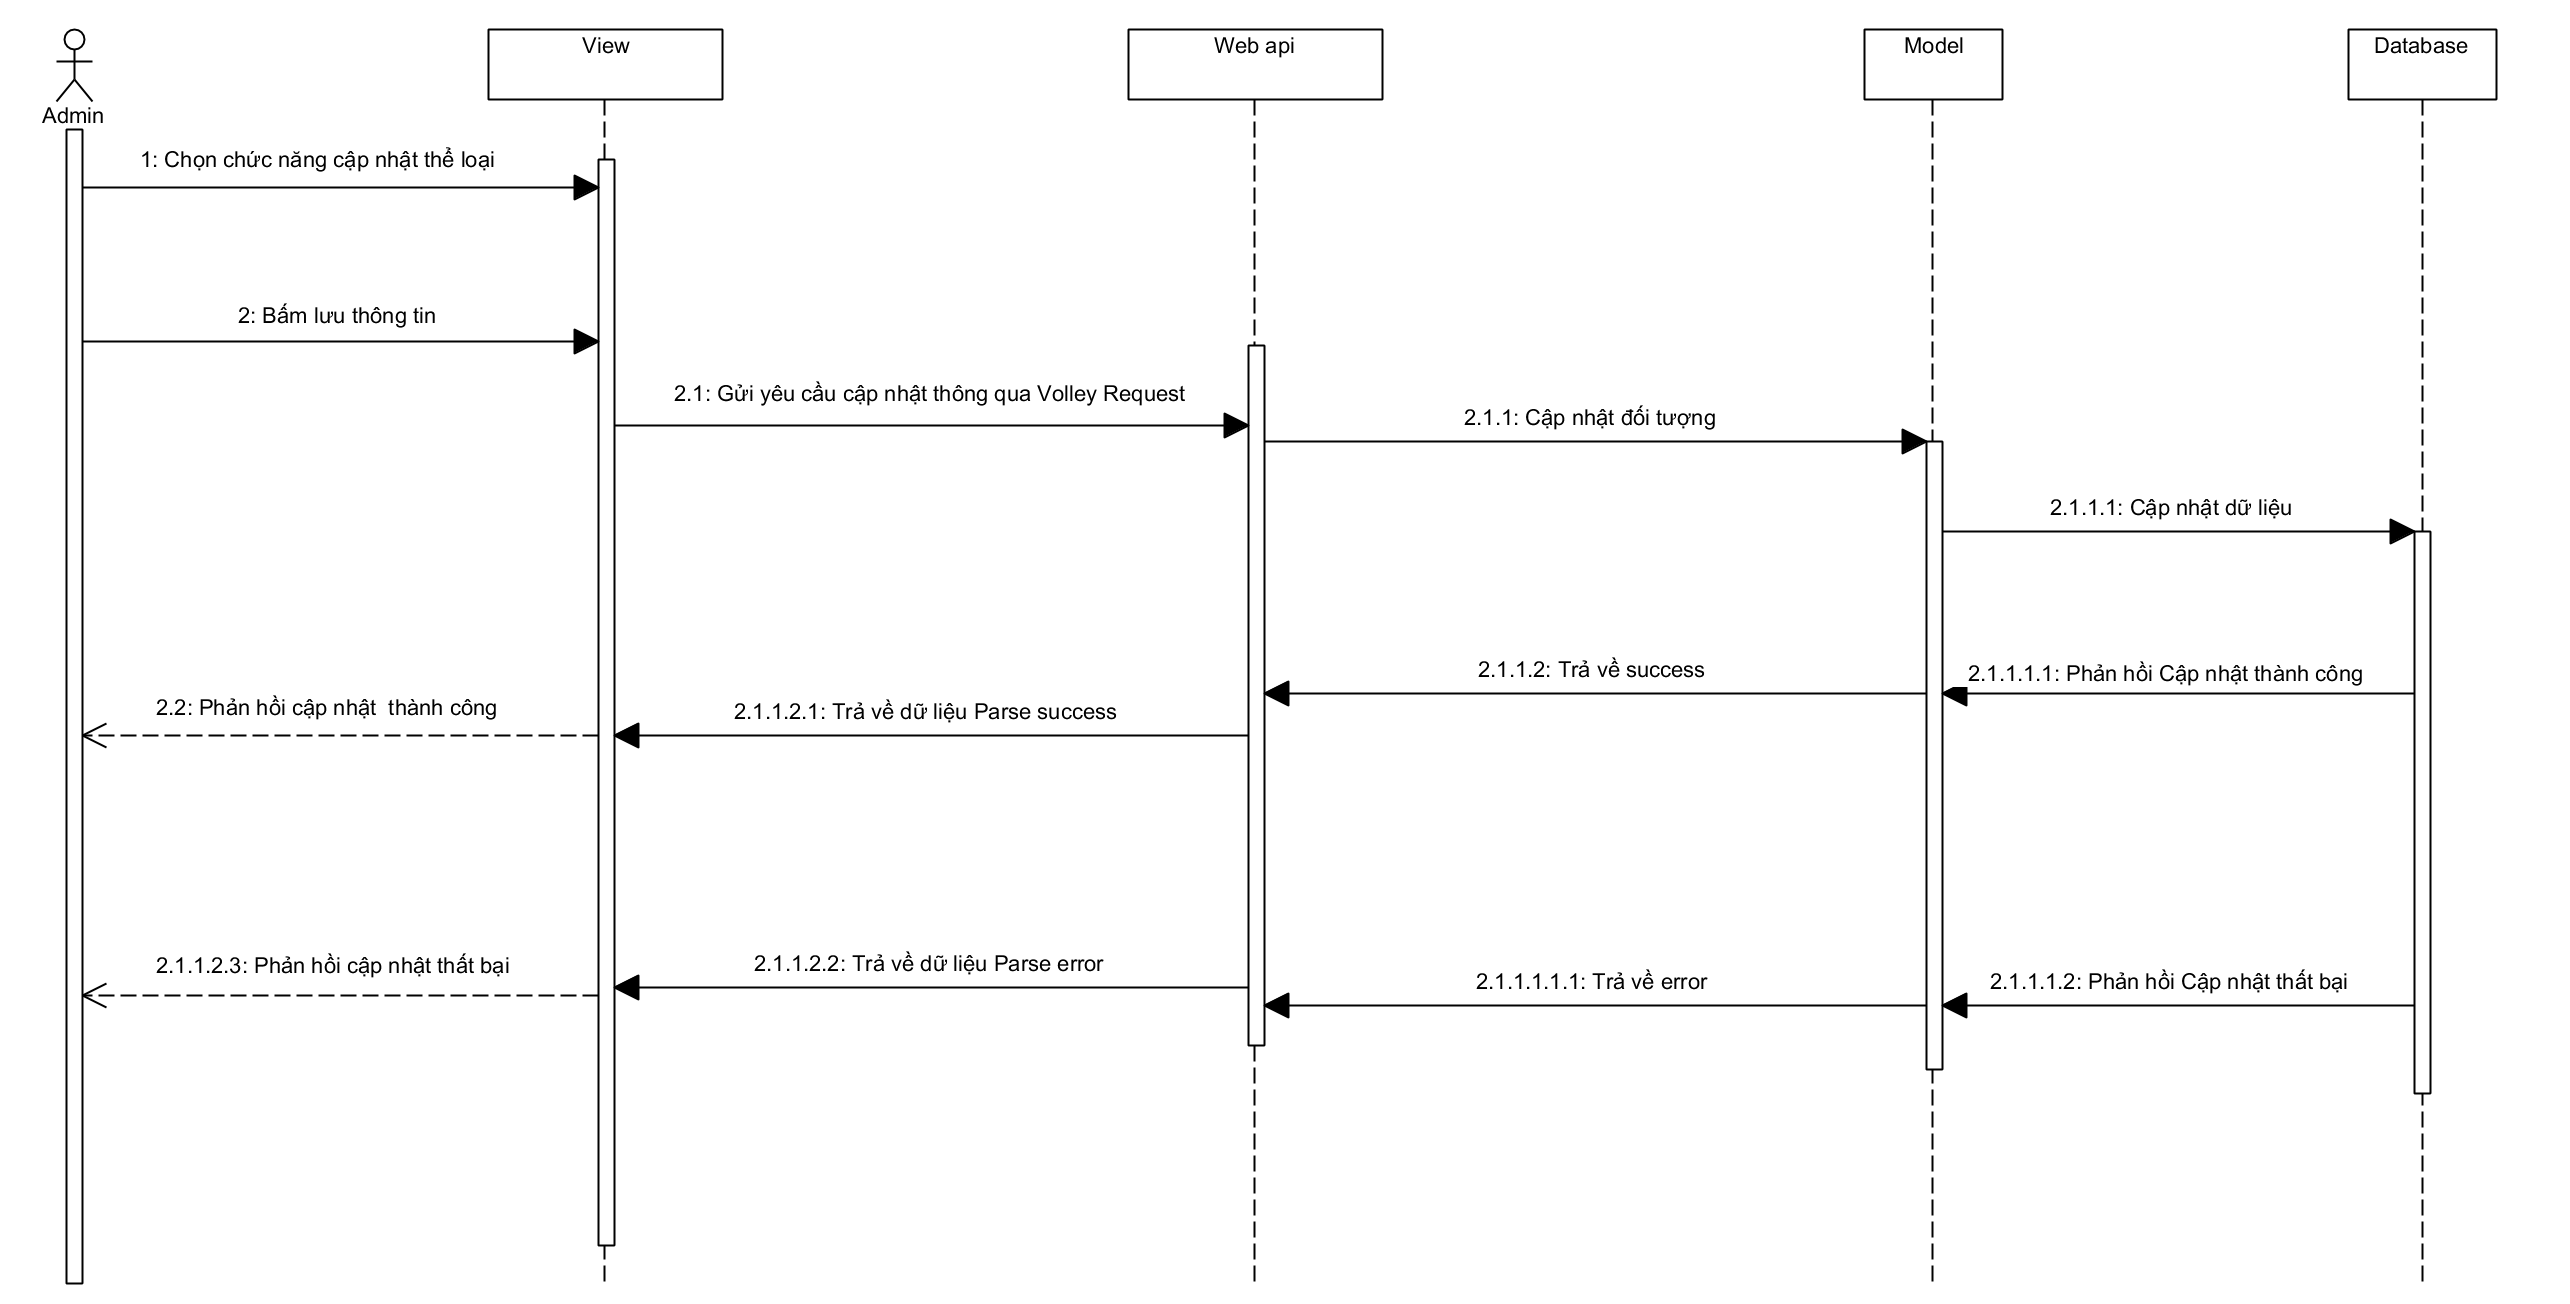 View
Web api
Model
Database
Admin
1: Chọn chức năng cập nhật thể loại
2: Bấm lưu thông tin
2.1: Gửi yêu cầu cập nhật thông qua Volley Request
2.1.1: Cập nhật đối tượng
2.1.1.1: Cập nhật dữ liệu
2.1.1.2: Trả về success
2.1.1.1.1: Phản hồi Cập nhật thành công
2.2: Phản hồi cập nhật  thành công
2.1.1.2.1: Trả về dữ liệu Parse success
2.1.1.2.3: Phản hồi cập nhật thất bại
2.1.1.2.2: Trả về dữ liệu Parse error
2.1.1.1.1.1: Trả về error
2.1.1.1.2: Phản hồi Cập nhật thất bại